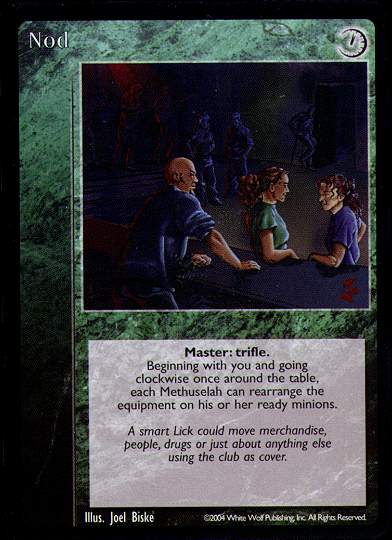 Nod
1
Master: trifle.
Beginning with you and going
clockwise once around the table,
each Methuselah can rearrange the
equipment on his or her ready minions.
A smart Lick could move merchandise,
people, drugs or just about anything else
using the club as cover.
Illus. Joel Biske
©2004 White Wolf Publishing, Inc. All Rights Reserved.